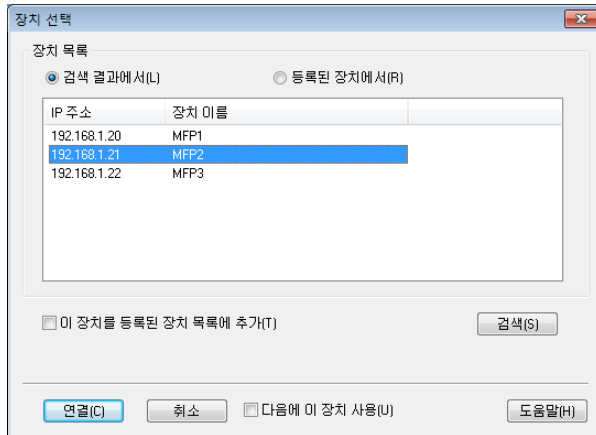 장치 선택
장치 목록
검색 결과에서(L) 등록된 장치에서(R)
IP 주소 장치 이름
192.168.1.20 MFP1
192.168.1.21 MFP2
192.168.1.22 MFP3
이 장치를 등록된 장치 목록에 추가(T) 검색(S)
연결(C) 취소 다음에 이 장치 사용(U) 도움말(H)